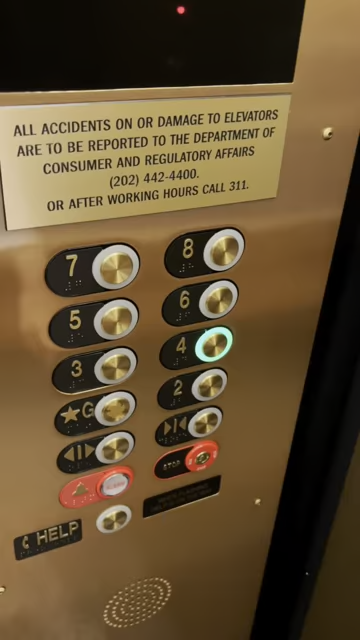 ALL ACCIDENTS ON OR DAMAGE TO ELEVATORS
ARE TO BE REPORTED TO THE DEPARTMENT OF
CONSUMER AND REGULATORY AFFAIRS
(202) 442-4400.
OR AFTER WORKING HOURS CALL 311.
7 8
5 6
3 4
★G 2
◀|▶ ▶|◀
STOP
HELP